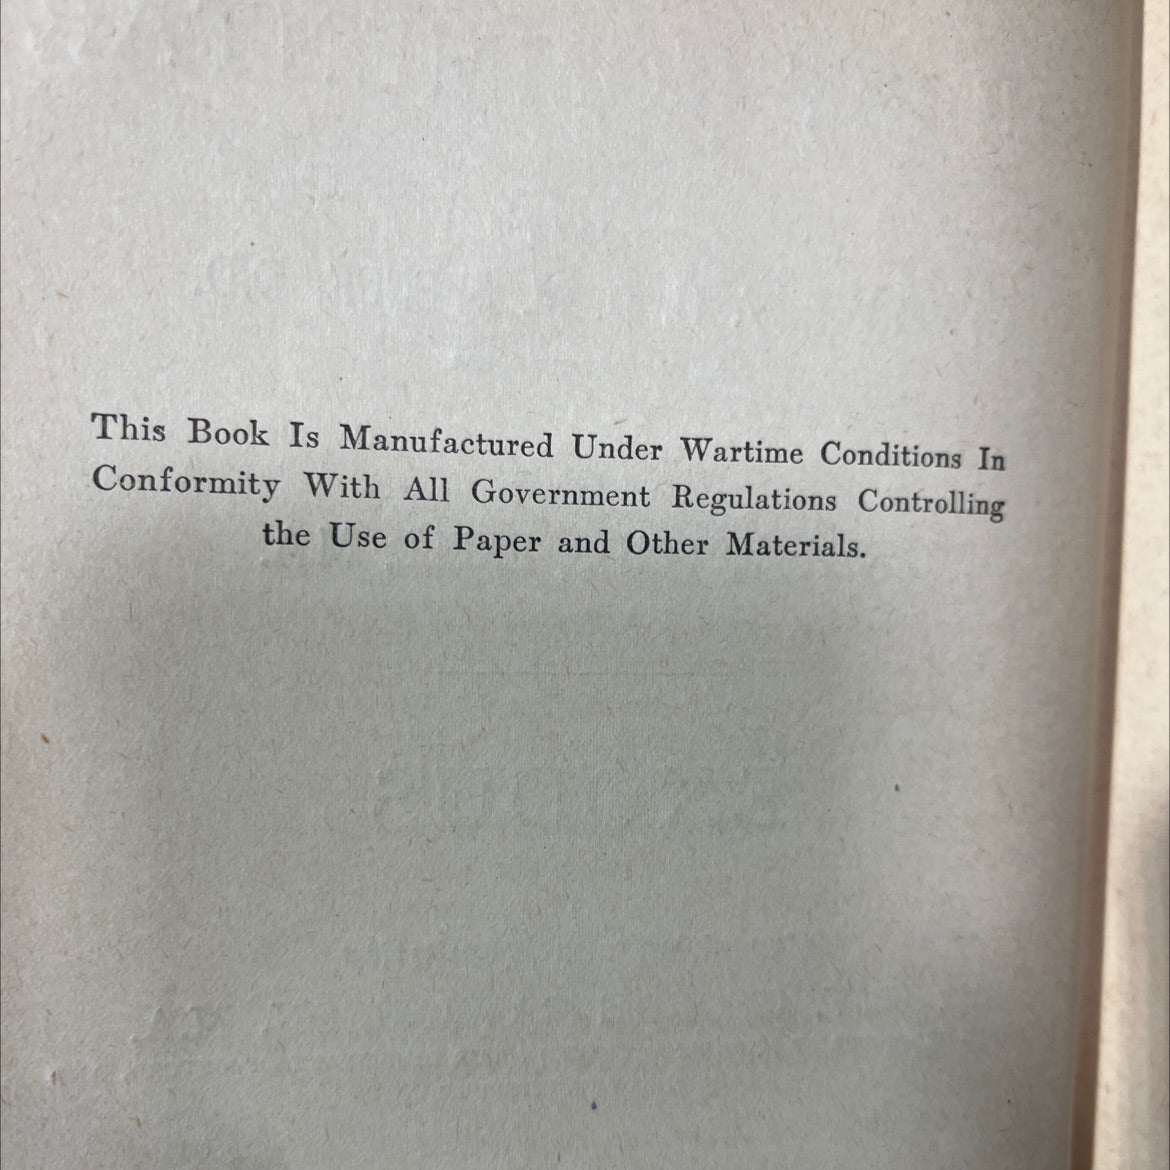 This Book Is Manufactured Under Wartime Conditions In
Conformity With All Government Regulations Controlling
the Use of Paper and Other Materials.